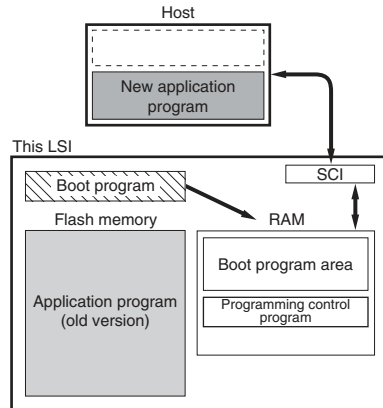 Host
New application
program
This LSI
SCI
Boot program
Flash memory
RAM
Application program
(old version)
Boot program area
Programming control
program